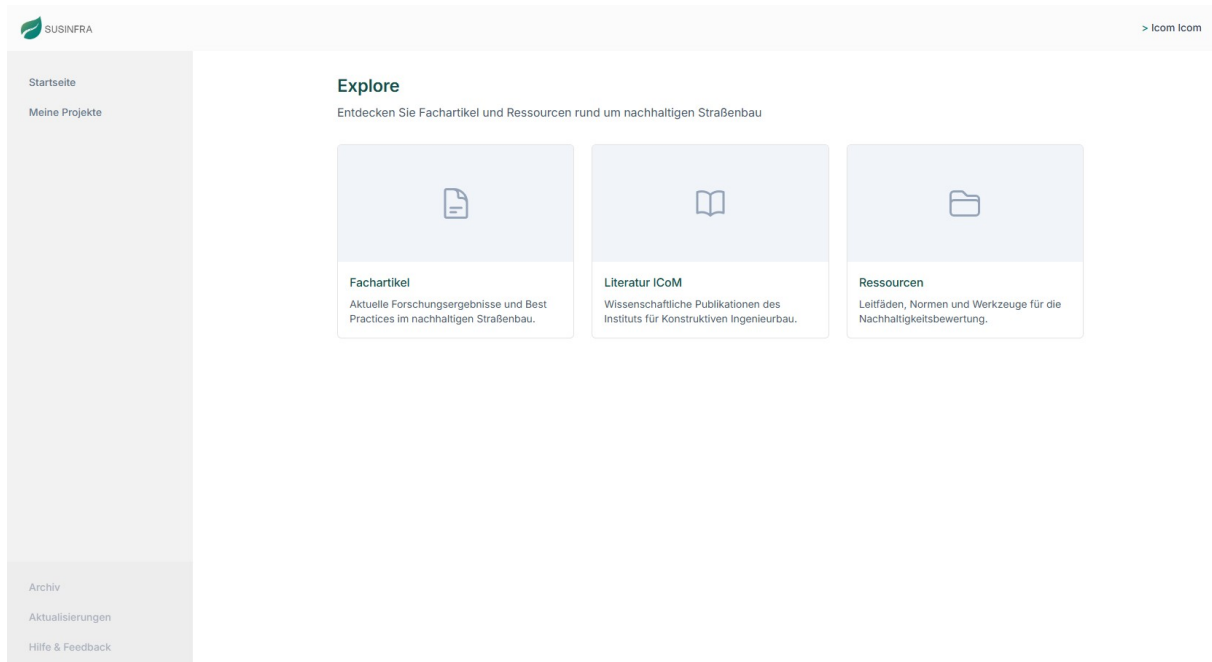 SUSINFRA
> Icom Icom
Startseite
Meine Projekte
Explore
Entdecken Sie Fachartikel und Ressourcen rund um nachhaltigen Straßenbau
Fachartikel
Aktuelle Forschungsergebnisse und Best
Practices im nachhaltigen Straßenbau.
Literatur ICoM
Wissenschaftliche Publikationen des
Instituts für Konstruktiven Ingenieurbau.
Ressourcen
Leitfäden, Normen und Werkzeuge für die
Nachhaltigkeitsbewertung.
Archiv
Aktualisierungen
Hilfe & Feedback